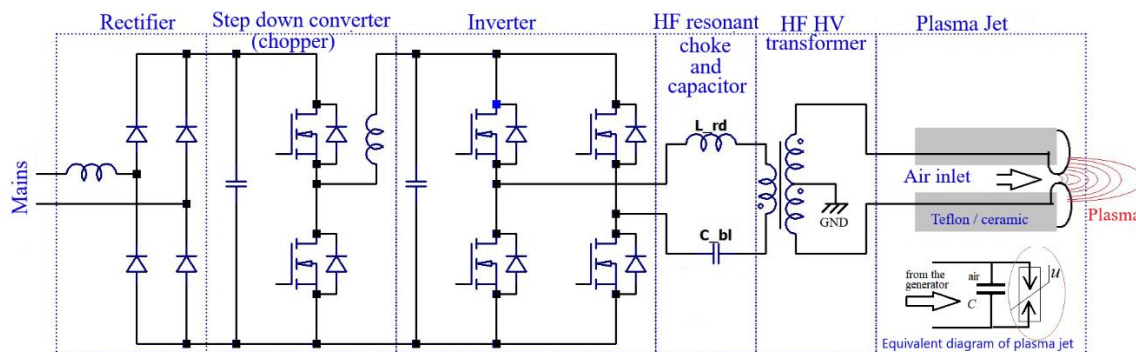 Rectifier
Step down converter
(chopper)
Inverter
HF resonant
choke
and
capacitor
HF HV
transformer
Plasma Jet
Mains
L_rd
C_bl
GND
Air inlet
Teflon / ceramic
Plasma
from the
generator
air
C
u
Equivalent diagram of plasma jet